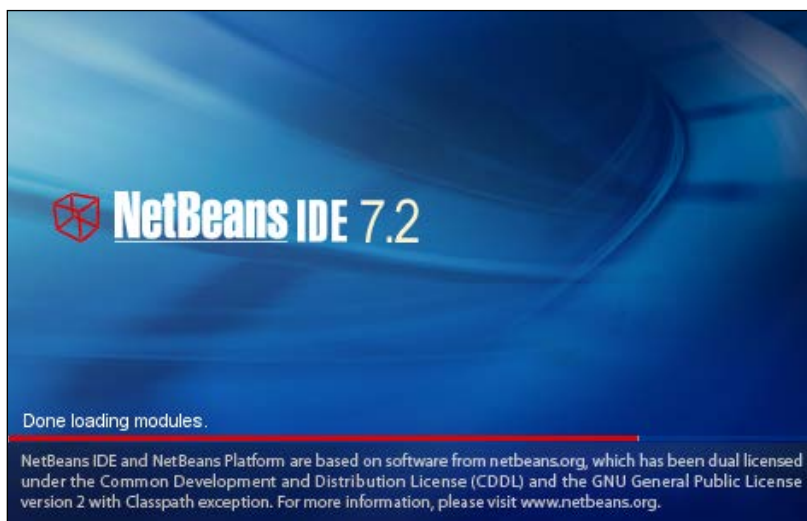 NetBeans IDE 7.2
Done loading modules.
NetBeans IDE and NetBeans Platform are based on software from netbeans.org, which has been dual licensed
under the Common Development and Distribution License (CDDL) and the GNU General Public License
version 2 with Classpath exception. For more information, please visit www.netbeans.org.